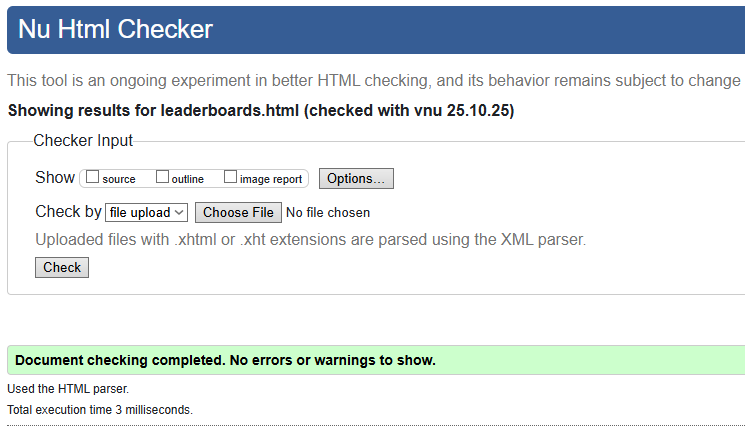 Nu Html Checker
This tool is an ongoing experiment in better HTML checking, and its behavior remains subject to change
Showing results for leaderboards.html (checked with vnu 25.10.25)
Checker Input
Show source outline image report Options...
Check by file upload Choose File No file chosen
Uploaded files with .xhtml or .xht extensions are parsed using the XML parser.
Check
Document checking completed. No errors or warnings to show.
Used the HTML parser.
Total execution time 3 milliseconds.